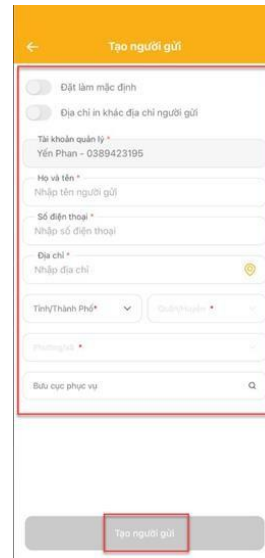 Tạo người gửi
Đặt làm mặc định
Địa chỉ in khác địa chỉ người gửi
Tài khoản quản lý *
Yến Phan - 0389423195
Họ và tên *
Nhập tên người gửi
Số điện thoại *
Nhập số điện thoại
Địa chỉ *
Nhập địa chỉ
Tỉnh/Thành Phố* Quận/Huyện *
Phường/Xã *
Bưu cục phục vụ
Tạo người gửi